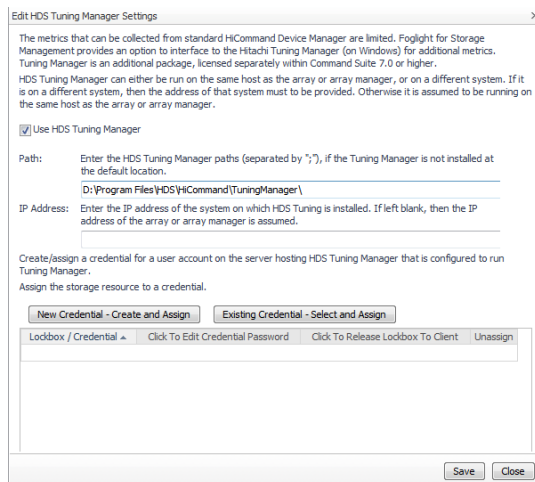 Edit HDS Tuning Manager Settings
The metrics that can be collected from standard HiCommand Device Manager are limited. Foglight for Storage
Management provides an option to interface to the Hitachi Tuning Manager (on Windows) for additional metrics.
Tuning Manager is an additional package, licensed separately within Command Suite 7.0 or higher.
HDS Tuning Manager can either be run on the same host as the array or array manager, or on a different system. If it
is on a different system, then the address of that system must to be provided. Otherwise it is assumed to be running on
the same host as the array or array manager.
Use HDS Tuning Manager
Path: Enter the HDS Tuning Manager paths (separated by ";"), if the Tuning Manager is not installed at
the default location.
D:\Program Files\HDS\HiCommand\TuningManager\
IP Address: Enter the IP address of the system on which HDS Tuning is installed. If left blank, then the IP
address of the array or array manager is assumed.
Create/assign a credential for a user account on the server hosting HDS Tuning Manager that is configured to run
Tuning Manager.
Assign the storage resource to a credential.
New Credential - Create and Assign Existing Credential - Select and Assign
Lockbox / Credential Click To Edit Credential Password Click To Release Lockbox To Client Unassign
Save Close